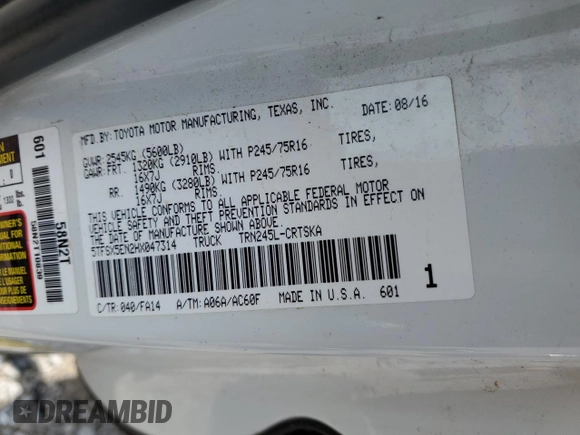 MFD.BY:TOYOTA MOTOR MANUFACTURING, TEXAS, INC. DATE:08/16
GVWR:2545KG (5600LB)
GAWR:FRT. 1320KG (2910LB) WITH P245/75R16 TIRES,
16X7J RIMS
RR. 1490KG (3280LB) WITH P245/75R16 TIRES,
16X7J RIMS.
THIS VEHICLE CONFORMS TO ALL APPLICABLE FEDERAL MOTOR
VEHICLE SAFETY AND THEFT PREVENTION STANDARDS IN EFFECT ON
THE DATE OF MANUFACTURE SHOWN ABOVE.
5TFSX5EN2HX047314 TRUCK TRN245L-CRTSKA
C/TR:040/FA14 A/TM:A06A/AC60F MADE IN U.S.A. 601
1
601
58N2T
DREAMBID